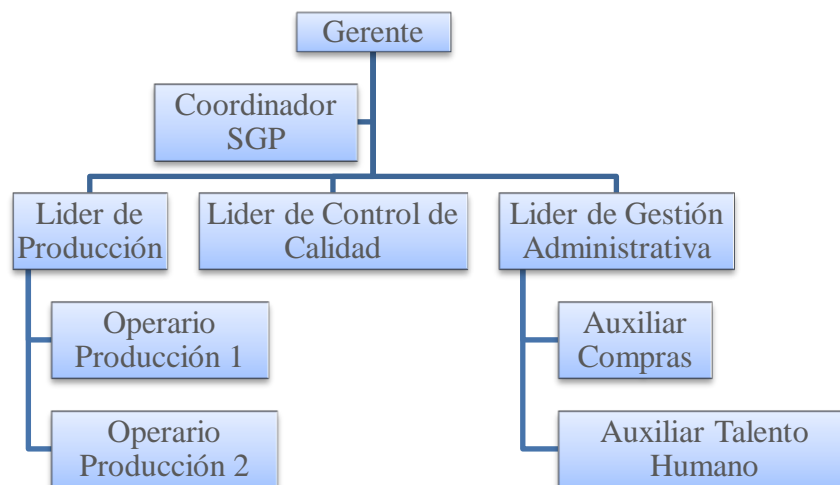 Gerente
Coordinador
SGP
Lider de
Producción
Lider de Control de
Calidad
Lider de Gestión
Administrativa
Operario
Producción 1
Auxiliar
Compras
Operario
Producción 2
Auxiliar Talento
Humano